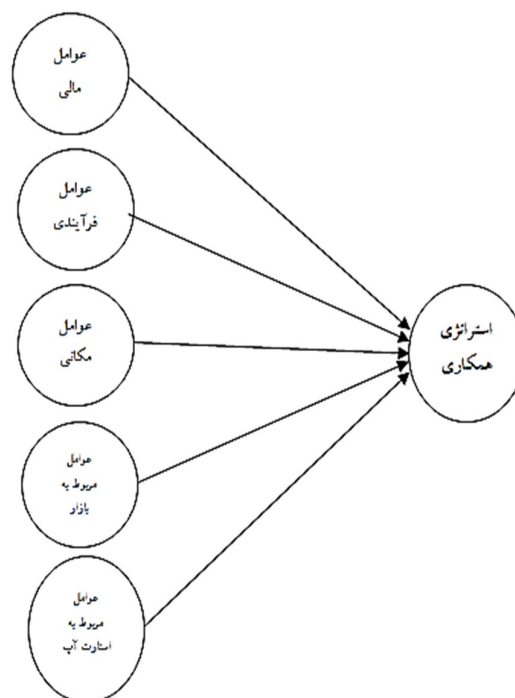 عوامل
مالی
عوامل
فرآیندی
عوامل
مکانی
عوامل
مربوط به
بازار
عوامل
مربوط به
استارت آپ
استراتژی
همکاری